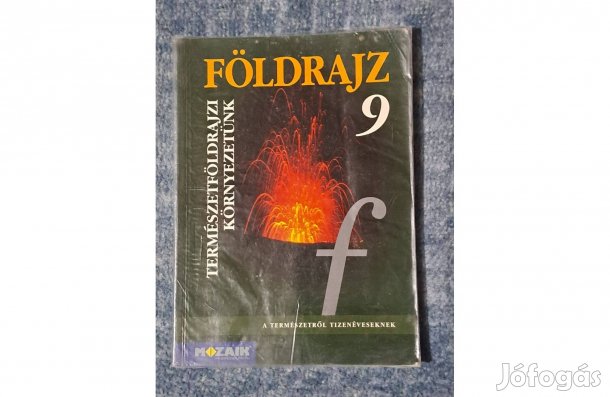 FÖLDRAJZ
9
TERMÉSZETFÖLDRAJZI
KÖRNYEZETÜNK
f
A TERMÉSZETRŐL TIZENÉVESEKNEK
MOZAIK
Jófogás